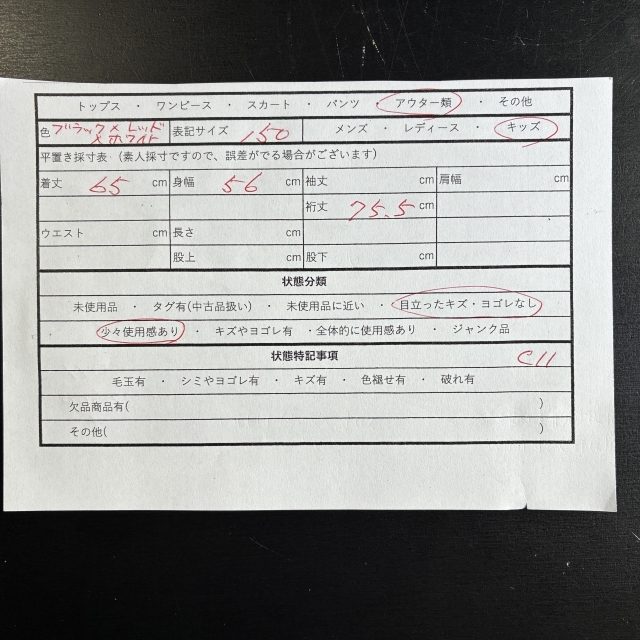 トップス ・ ワンピース ・ スカート ・ パンツ ・ アウター類 ・ その他
色 ブラック×レッド×ホワイト 表記サイズ 150 メンズ ・ レディース ・ キッズ
平置き採寸表 (素人採寸ですので、誤差がでる場合がございます)
着丈 65 cm 身幅 56 cm 袖丈 cm 肩幅 cm
裄丈 75.5 cm
ウエスト cm 長さ cm
股上 cm 股下 cm
状態分類
未使用品 ・ タグ有(中古品扱い) ・ 未使用品に近い ・ 目立ったキズ・ヨゴレなし
少々使用感あり ・ キズやヨゴレ有 ・全体的に使用感あり ・ ジャンク品
状態特記事項 C11
毛玉有 ・ シミやヨゴレ有 ・ キズ有 ・ 色褪せ有 ・ 破れ有
欠品商品有( )
その他( )